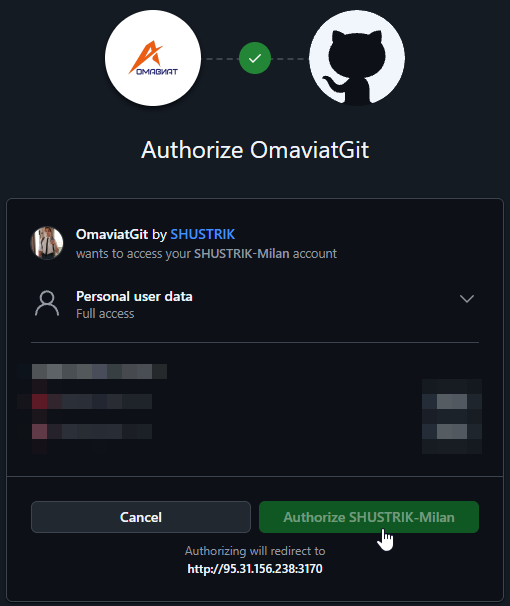 ОМАВИАТ
Authorize OmaviatGit
OmaviatGit by SHUSTRIK
wants to access your SHUSTRIK-Milan account
Personal user data
Full access
Cancel
Authorize SHUSTRIK-Milan
Authorizing will redirect to
http://95.31.156.238:3170